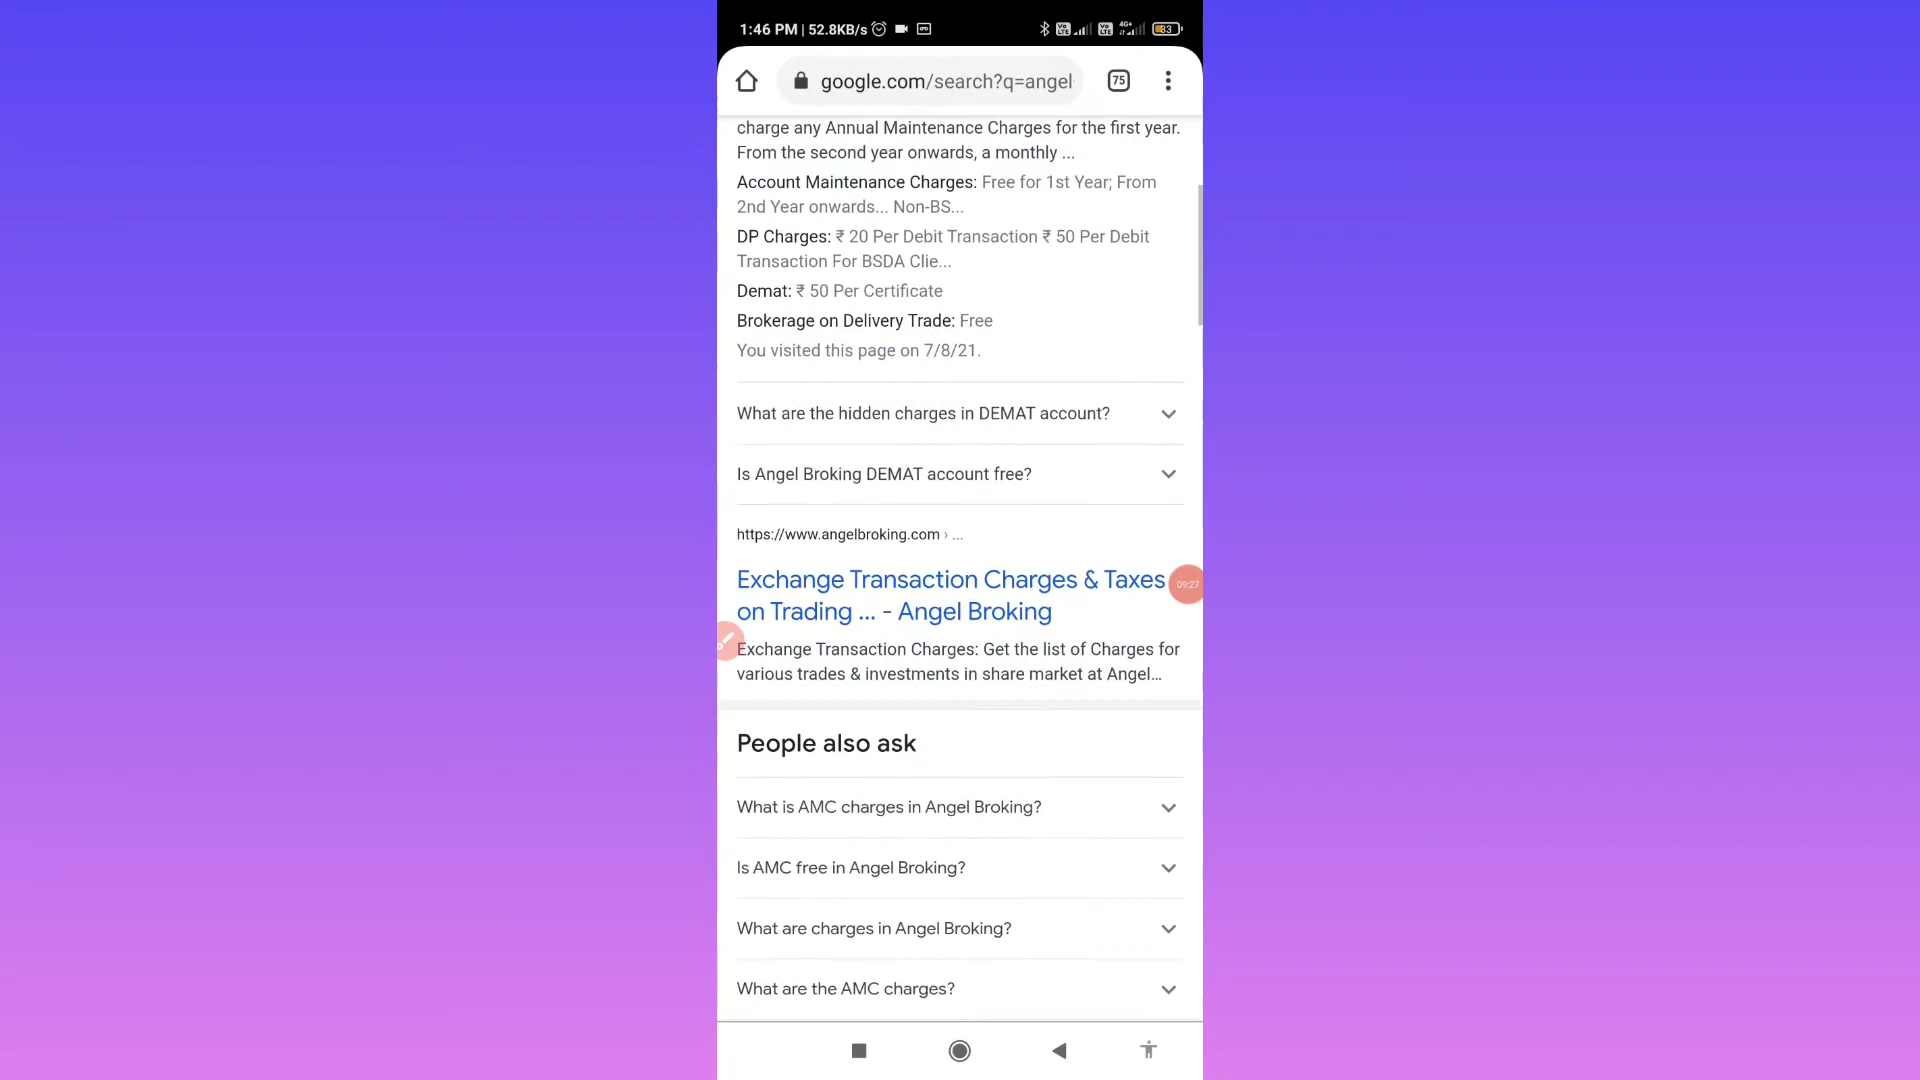 1:46 PM | 52.8KB/s
Vo LTE
Vo LTE
4G+
83
google.com/search?q=angel
75
charge any Annual Maintenance Charges for the first year.
From the second year onwards, a monthly ...
Account Maintenance Charges: Free for 1st Year; From
2nd Year onwards... Non-BS...
DP Charges: ₹ 20 Per Debit Transaction ₹ 50 Per Debit
Transaction For BSDA Clie...
Demat: ₹ 50 Per Certificate
Brokerage on Delivery Trade: Free
You visited this page on 7/8/21.
What are the hidden charges in DEMAT account?
Is Angel Broking DEMAT account free?
https://www.angelbroking.com › ...
Exchange Transaction Charges & Taxes
on Trading ... - Angel Broking
09:27
Exchange Transaction Charges: Get the list of Charges for
various trades & investments in share market at Angel...
People also ask
What is AMC charges in Angel Broking?
Is AMC free in Angel Broking?
What are charges in Angel Broking?
What are the AMC charges?